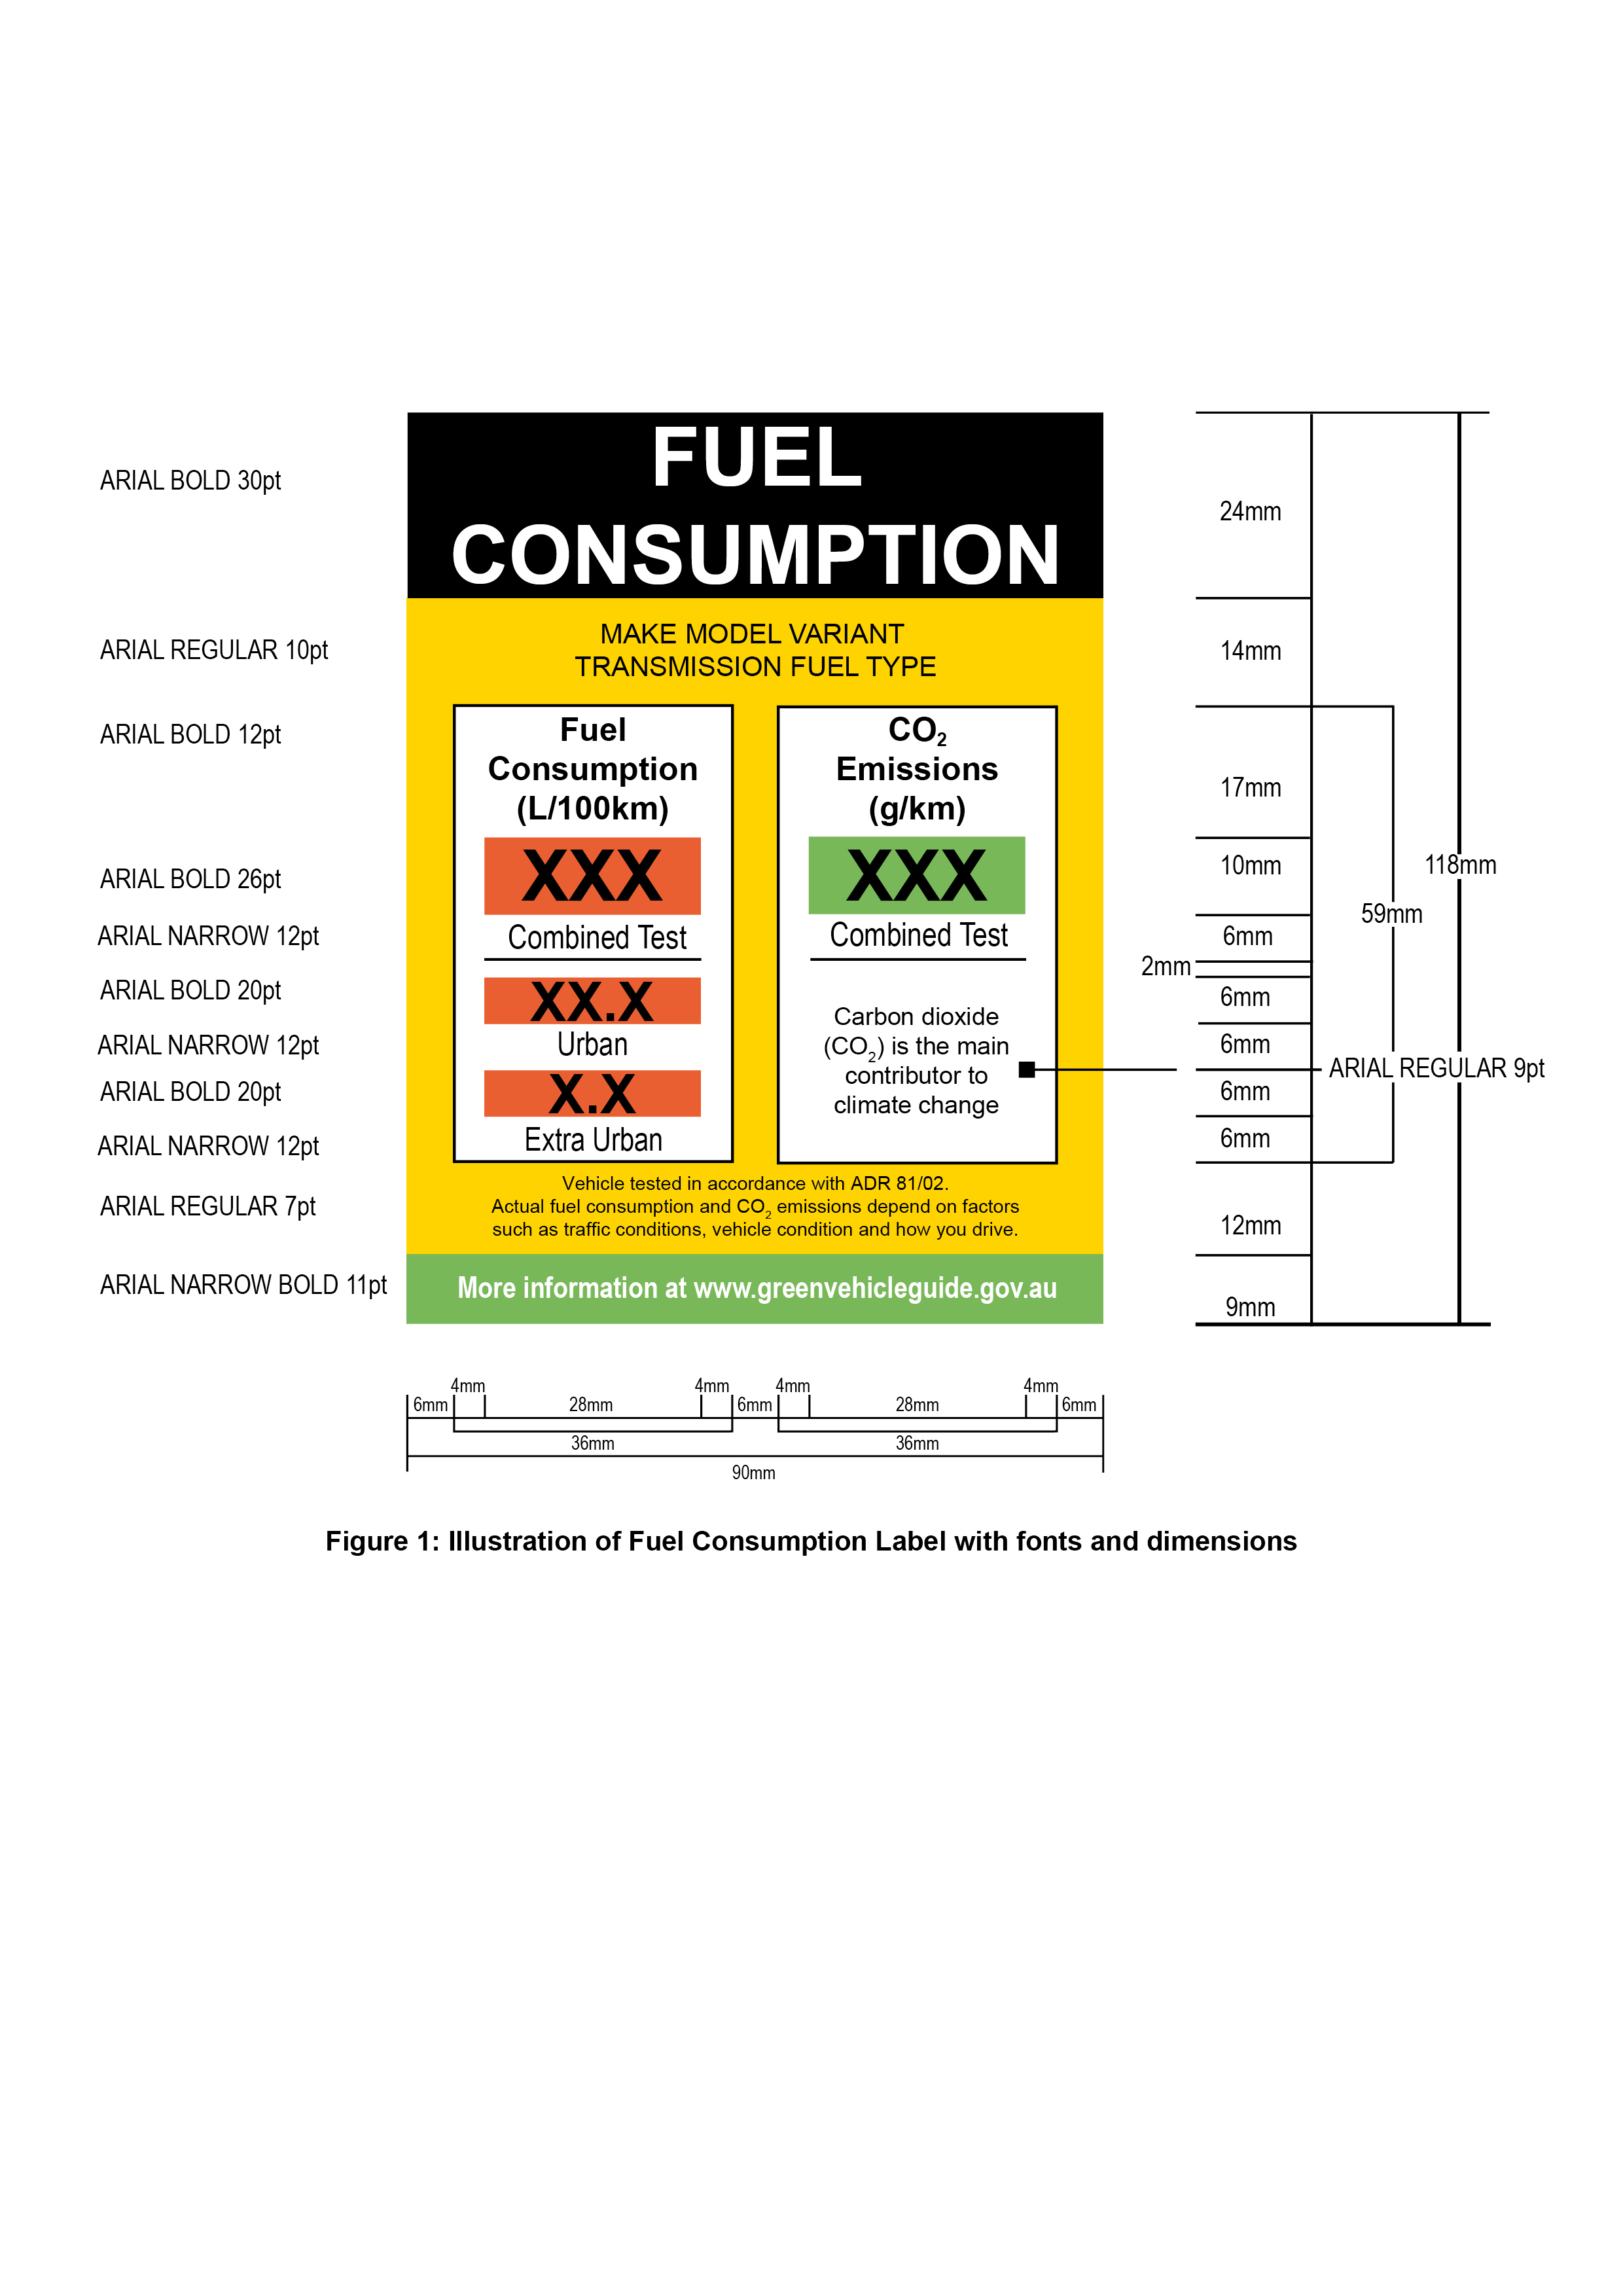 FUEL
CONSUMPTION
ARIAL BOLD 30pt
24mm
MAKE MODEL VARIANT
TRANSMISSION FUEL TYPE
ARIAL REGULAR 10pt
14mm
ARIAL BOLD 12pt
Fuel
Consumption
(L/100km)
CO₂
Emissions
(g/km)
17mm
ARIAL BOLD 26pt
XXX
XXX
10mm
118mm
59mm
ARIAL NARROW 12pt
Combined Test
Combined Test
6mm
2mm
ARIAL BOLD 20pt
XX.X
6mm
ARIAL NARROW 12pt
Urban
6mm
Carbon dioxide
(CO₂) is the main
contributor to
climate change
ARIAL REGULAR 9pt
ARIAL BOLD 20pt
X.X
6mm
ARIAL NARROW 12pt
Extra Urban
6mm
ARIAL REGULAR 7pt
Vehicle tested in accordance with ADR 81/02.
Actual fuel consumption and CO₂ emissions depend on factors
such as traffic conditions, vehicle condition and how you drive.
12mm
ARIAL NARROW BOLD 11pt
More information at www.greenvehicleguide.gov.au
9mm
4mm 4mm 4mm 4mm
6mm 28mm 6mm 28mm 6mm
36mm 36mm
90mm
Figure 1: Illustration of Fuel Consumption Label with fonts and dimensions